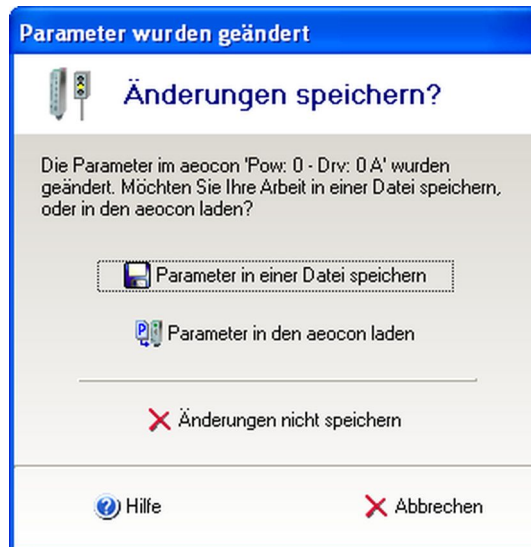 Parameter wurden geändert
Änderungen speichern?
Die Parameter im aeocon 'Pow: 0 - Drv: 0 A' wurden
geändert. Möchten Sie Ihre Arbeit in einer Datei speichern,
oder in den aeocon laden?
Parameter in einer Datei speichern
P Parameter in den aeocon laden
Änderungen nicht speichern
? Hilfe
Abbrechen